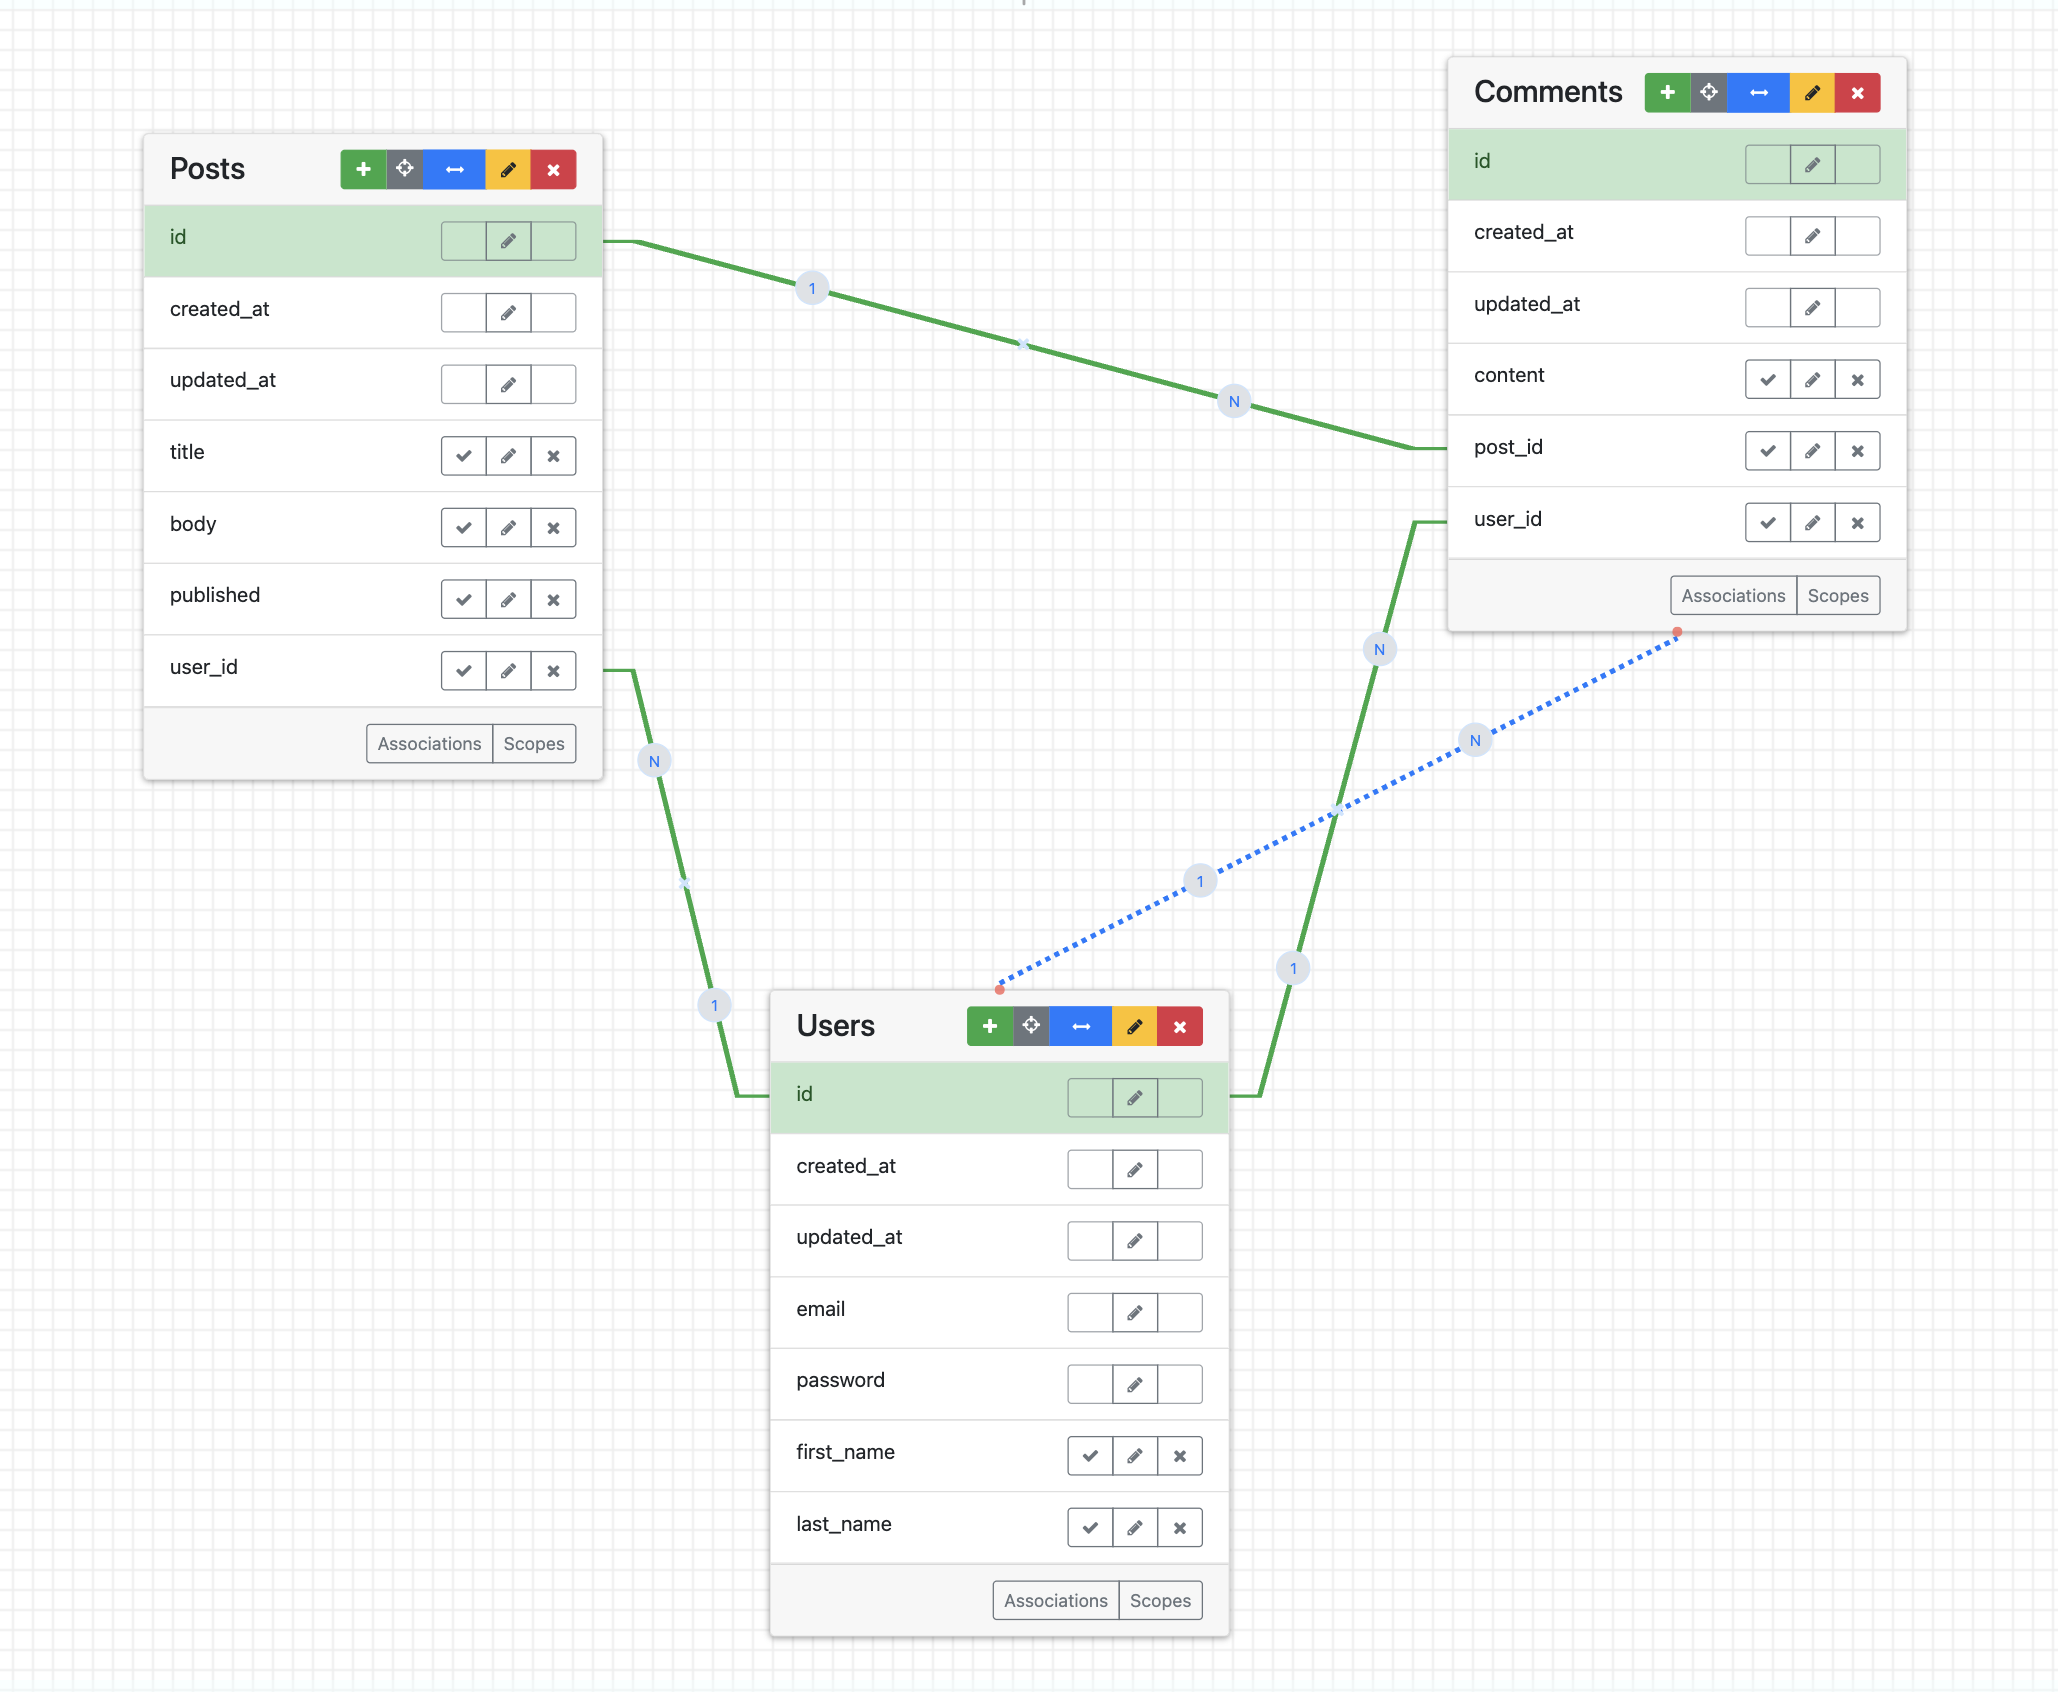 Posts
id
created_at
updated_at
title
body
published
user_id
Associations Scopes
Comments
id
created_at
updated_at
content
post_id
user_id
Associations Scopes
1
N
N
1
N
1
N
1
Users
id
created_at
updated_at
email
password
first_name
last_name
Associations Scopes